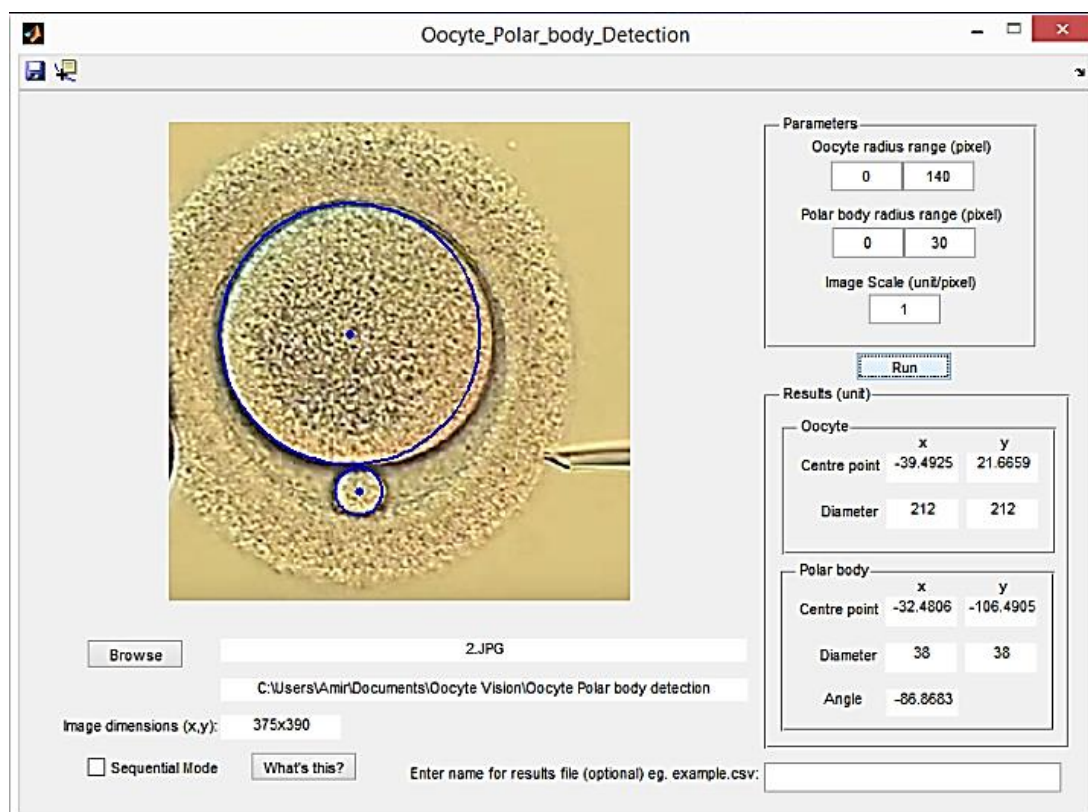 Oocyte_Polar_body_Detection
Parameters
Oocyte radius range (pixel)
0 140
Polar body radius range (pixel)
0 30
Image Scale (unit/pixel)
1
Run
Results (unit)
Oocyte
x y
Centre point -39.4925 21.6659
Diameter 212 212
Polar body
x y
Centre point -32.4806 -106.4905
Diameter 38 38
Angle -86.8683
Browse 2.JPG
C:\Users\Amir\Documents\Oocyte Vision\Oocyte Polar body detection
Image dimensions (x,y): 375x390
Sequential Mode What's this? Enter name for results file (optional) eg. example.csv: